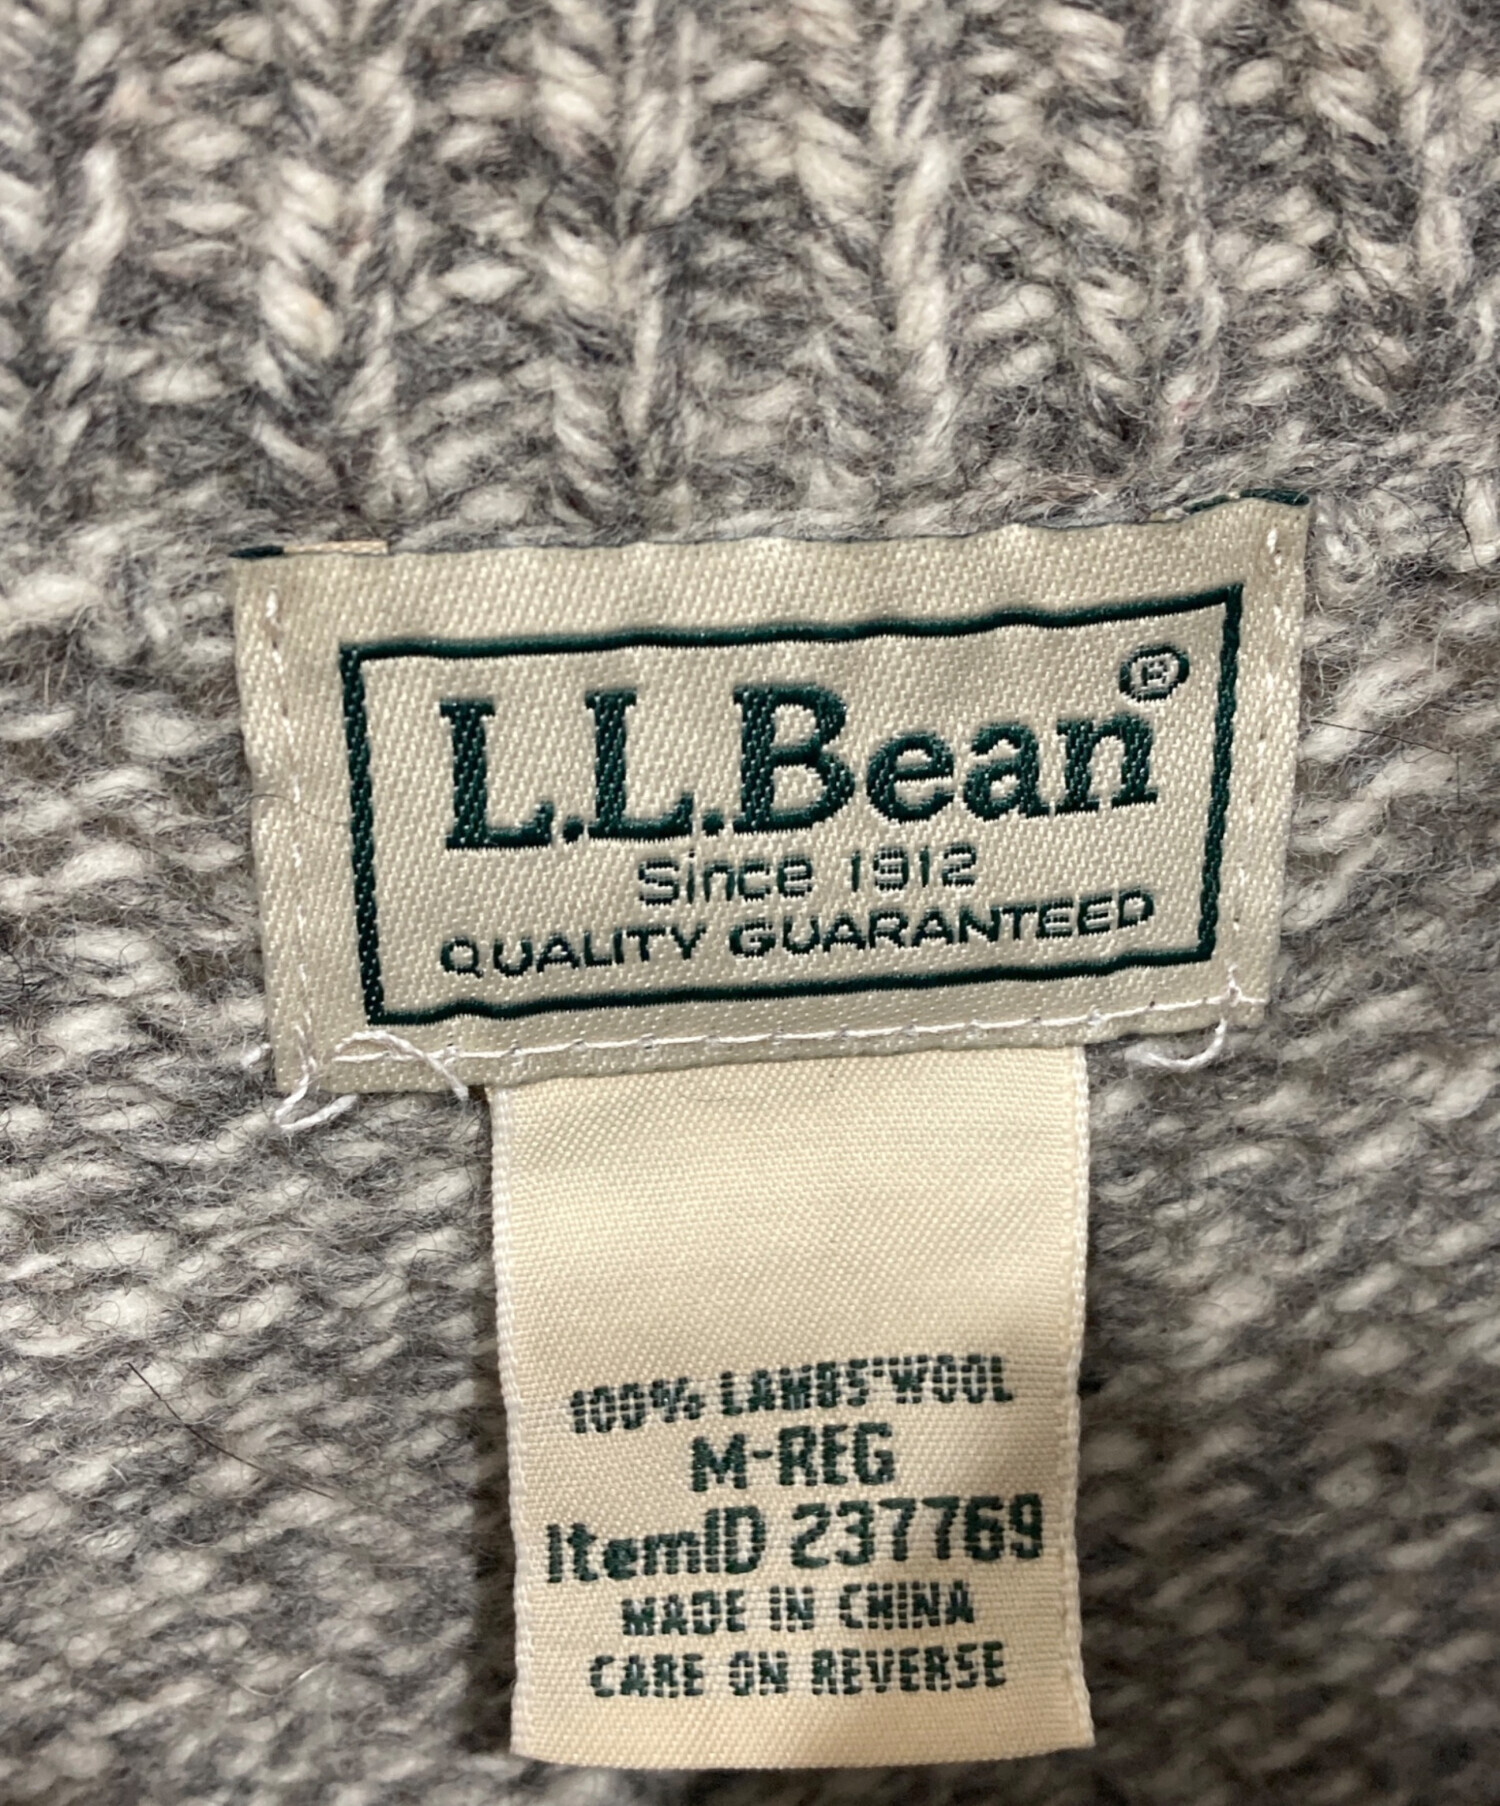 L.L.Bean®
Since 1912
QUALITY GUARANTEED
100% LAMBS'WOOL
M-REG
ItemID 237769
MADE IN CHINA
CARE ON REVERSE